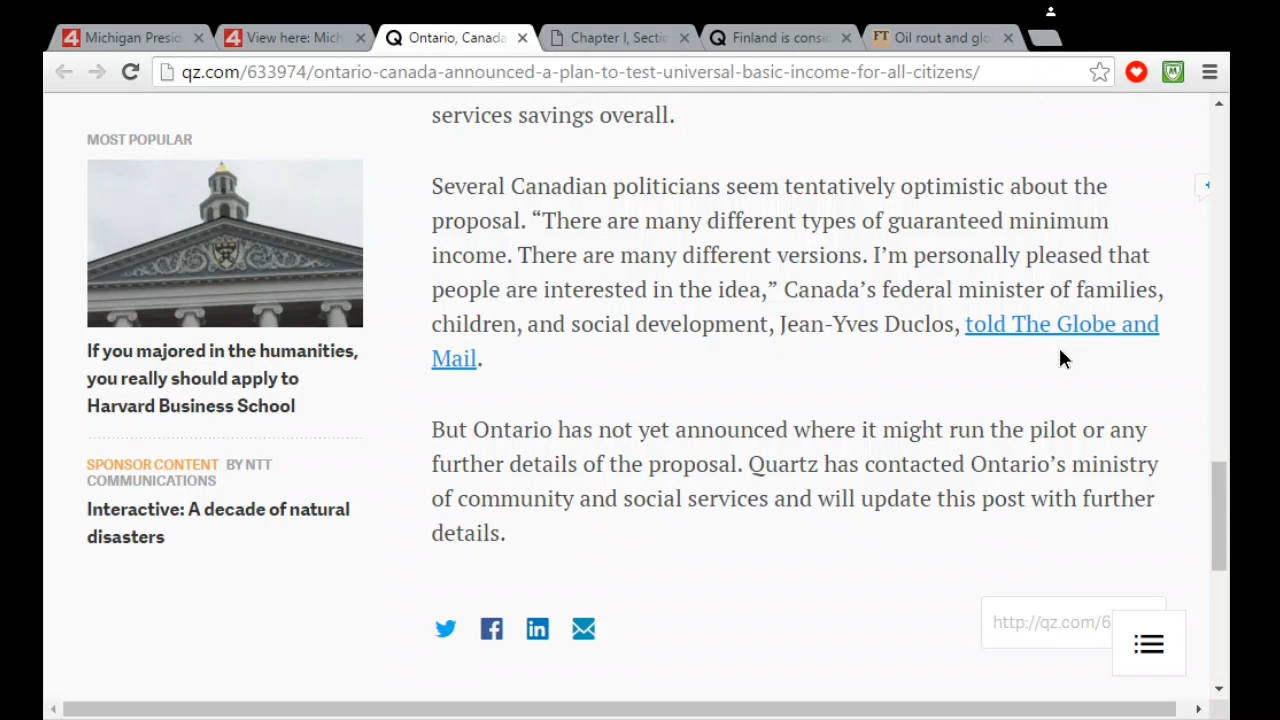 4 Michigan Presi
4 View here: Mich
Q Ontario, Canada
Chapter I, Secti
Q Finland is consi
FT Oil rout and glo
qz.com/633974/ontario-canada-announced-a-plan-to-test-universal-basic-income-for-all-citizens/
MOST POPULAR
If you majored in the humanities,
you really should apply to
Harvard Business School
SPONSOR CONTENT BY NTT
COMMUNICATIONS
Interactive: A decade of natural
disasters
services savings overall.
Several Canadian politicians seem tentatively optimistic about the
proposal. “There are many different types of guaranteed minimum
income. There are many different versions. I’m personally pleased that
people are interested in the idea,” Canada’s federal minister of families,
children, and social development, Jean-Yves Duclos, told The Globe and
Mail.
But Ontario has not yet announced where it might run the pilot or any
further details of the proposal. Quartz has contacted Ontario’s ministry
of community and social services and will update this post with further
details.
http://qz.com/6